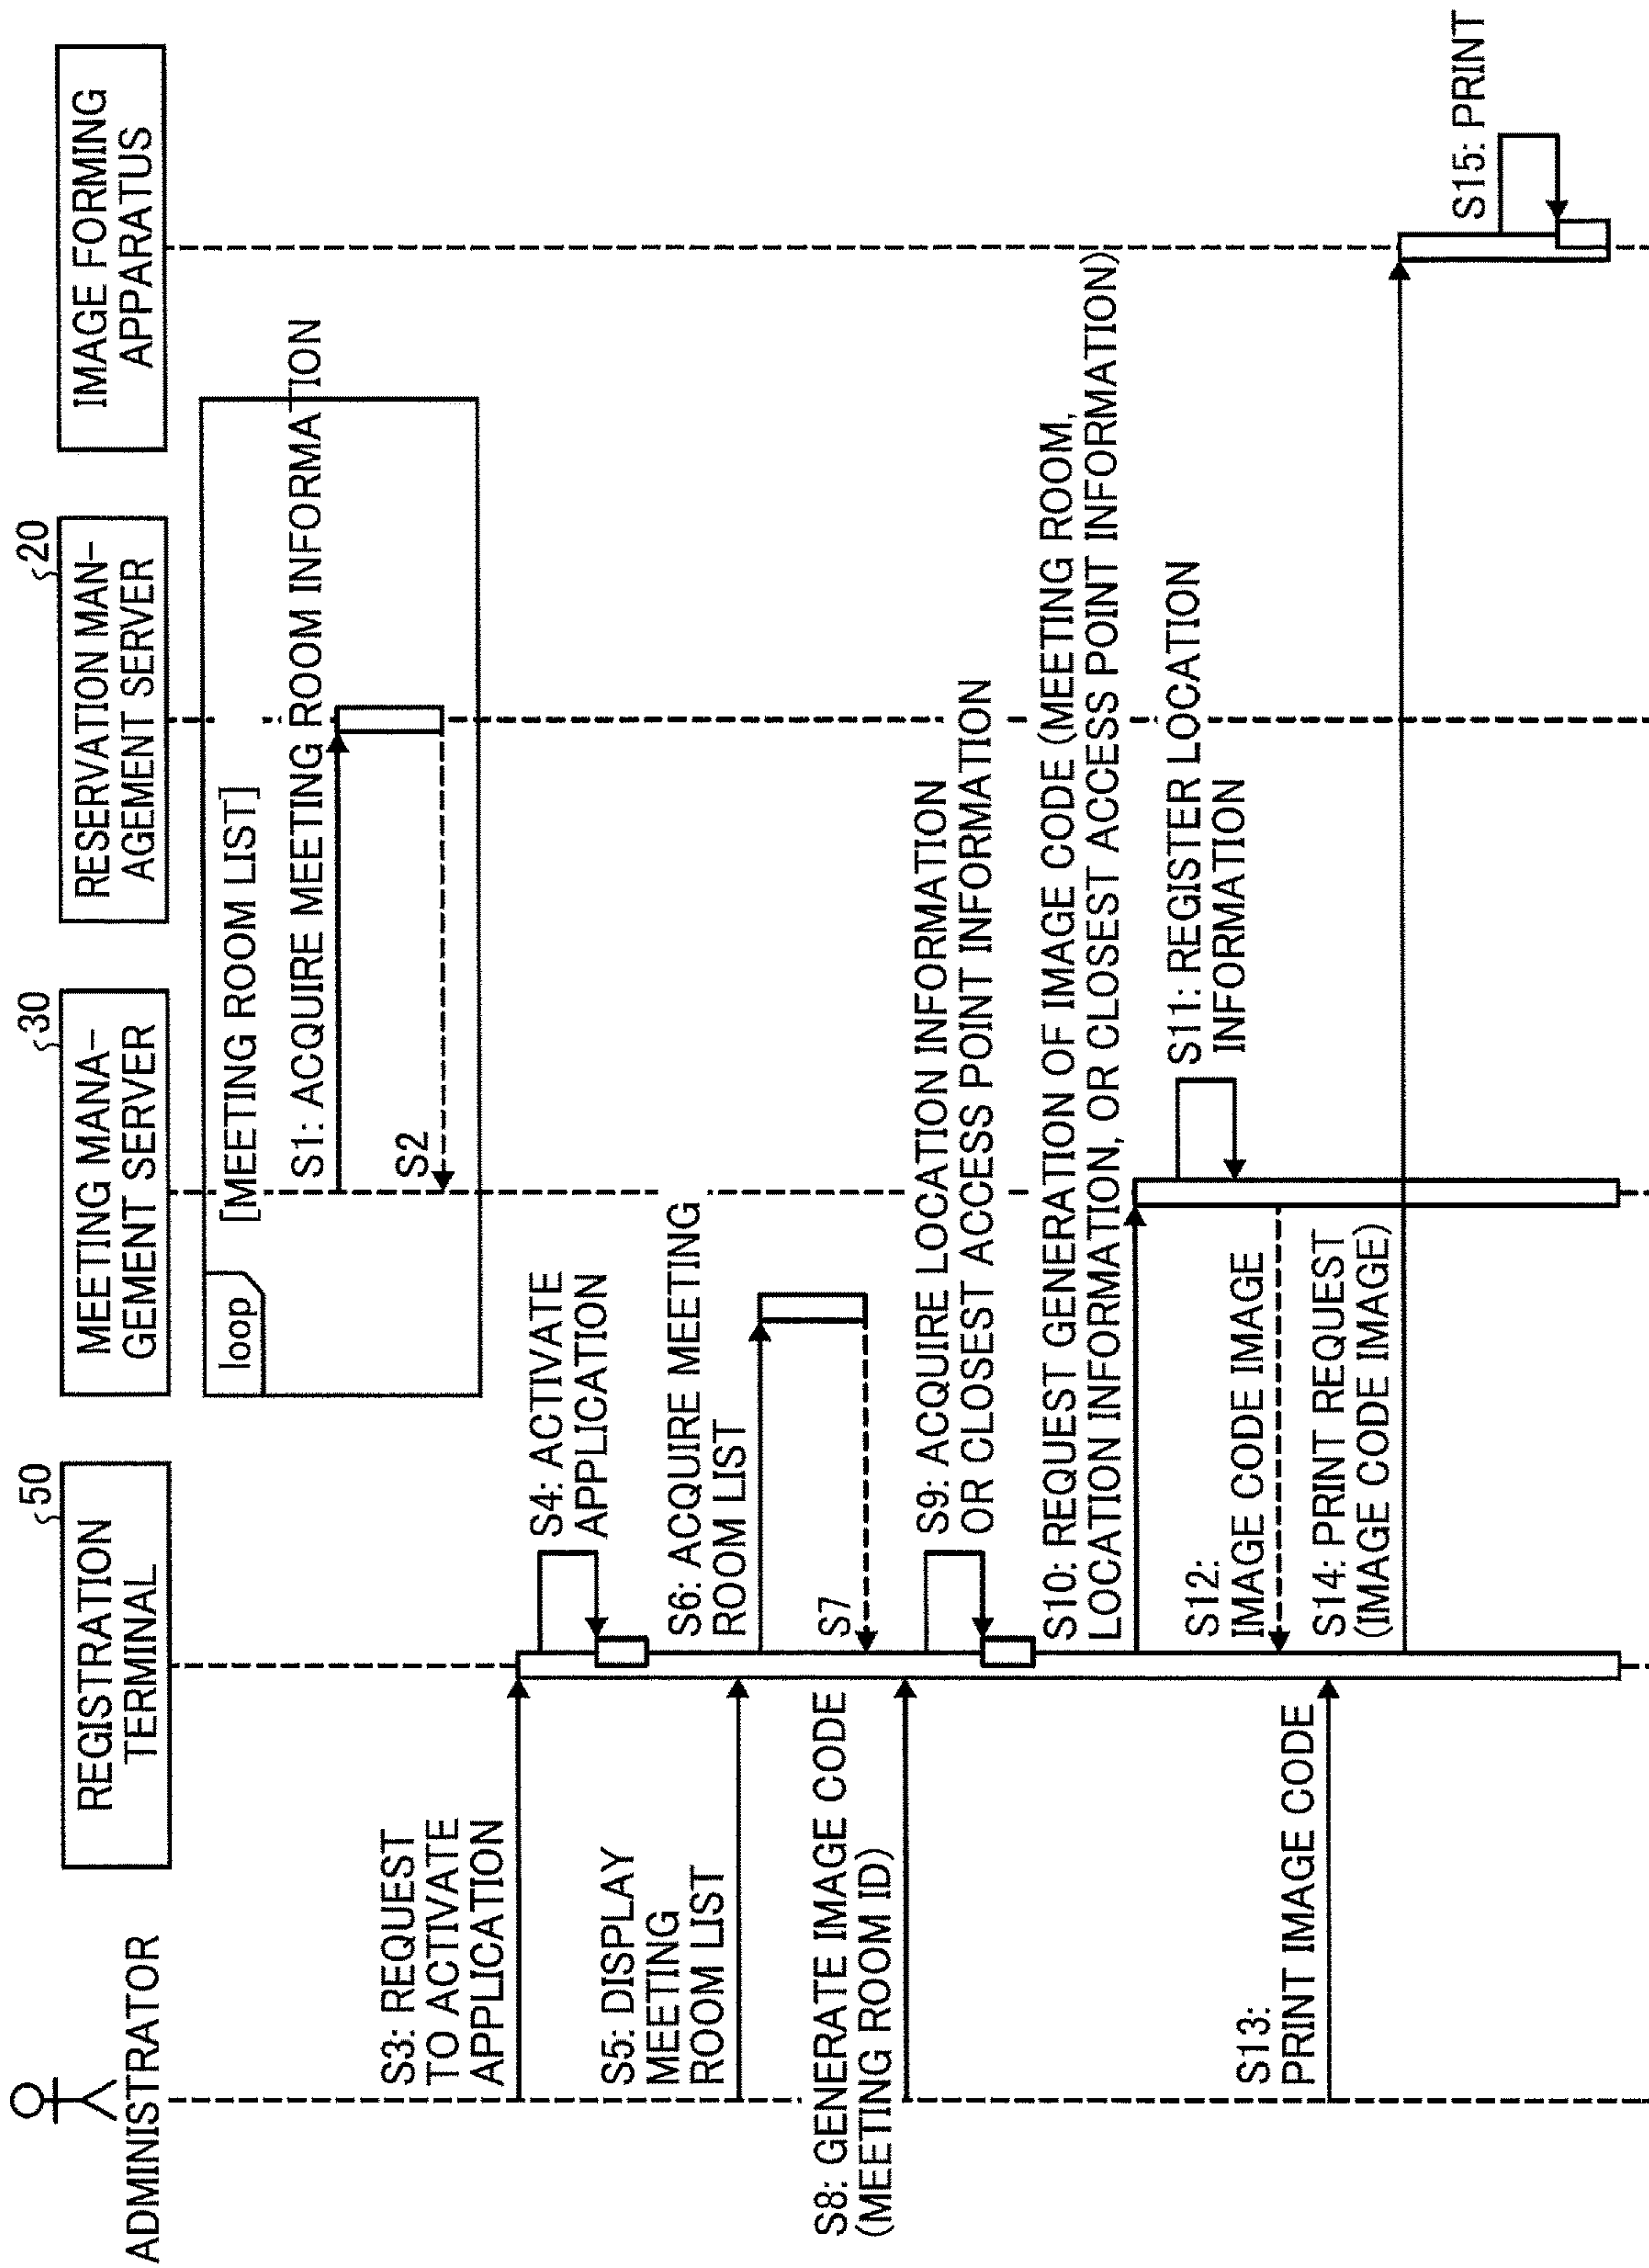 ADMINISTRATOR
50
REGISTRATION
TERMINAL
30
MEETING MANA-
GEMENT SERVER
20
RESERVATION MAN-
AGEMENT SERVER
IMAGE FORMING
APPARATUS
loop
[MEETING ROOM LIST]
S1: ACQUIRE MEETING ROOM INFORMATION
S2
S3: REQUEST
TO ACTIVATE
APPLICATION
S4: ACTIVATE
APPLICATION
S5: DISPLAY
MEETING
ROOM LIST
S6: ACQUIRE MEETING
ROOM LIST
S7
S8: GENERATE IMAGE CODE
(MEETING ROOM ID)
S9: ACQUIRE LOCATION INFORMATION
OR CLOSEST ACCESS POINT INFORMATION
S10: REQUEST GENERATION OF IMAGE CODE (MEETING ROOM,
LOCATION INFORMATION, OR CLOSEST ACCESS POINT INFORMATION)
S11: REGISTER LOCATION
INFORMATION
S12:
IMAGE CODE IMAGE
S13:
PRINT IMAGE CODE
S14: PRINT REQUEST
(IMAGE CODE IMAGE)
S15: PRINT